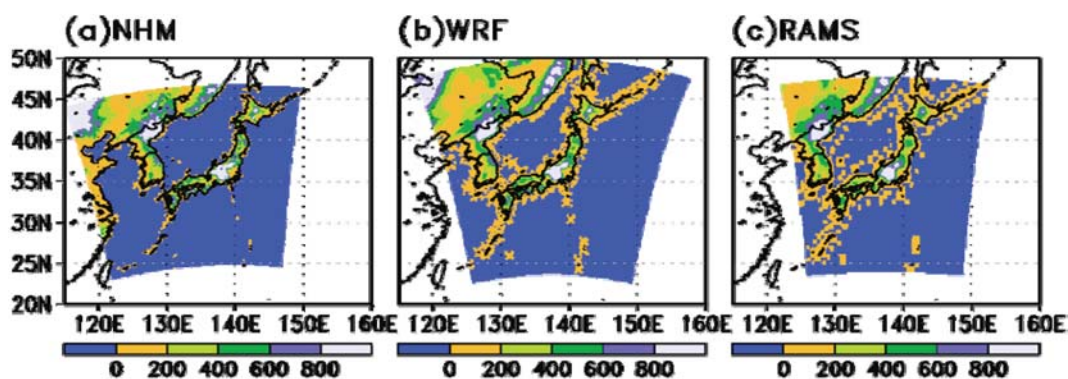 (a)NHM (b)WRF (c)RAMS
50N
45N
40N
35N
30N
25N
20N
120E 130E 140E 150E 160E 120E 130E 140E 150E 160E 120E 130E 140E 150E 160E
0 200 400 600 800 0 200 400 600 800 0 200 400 600 800